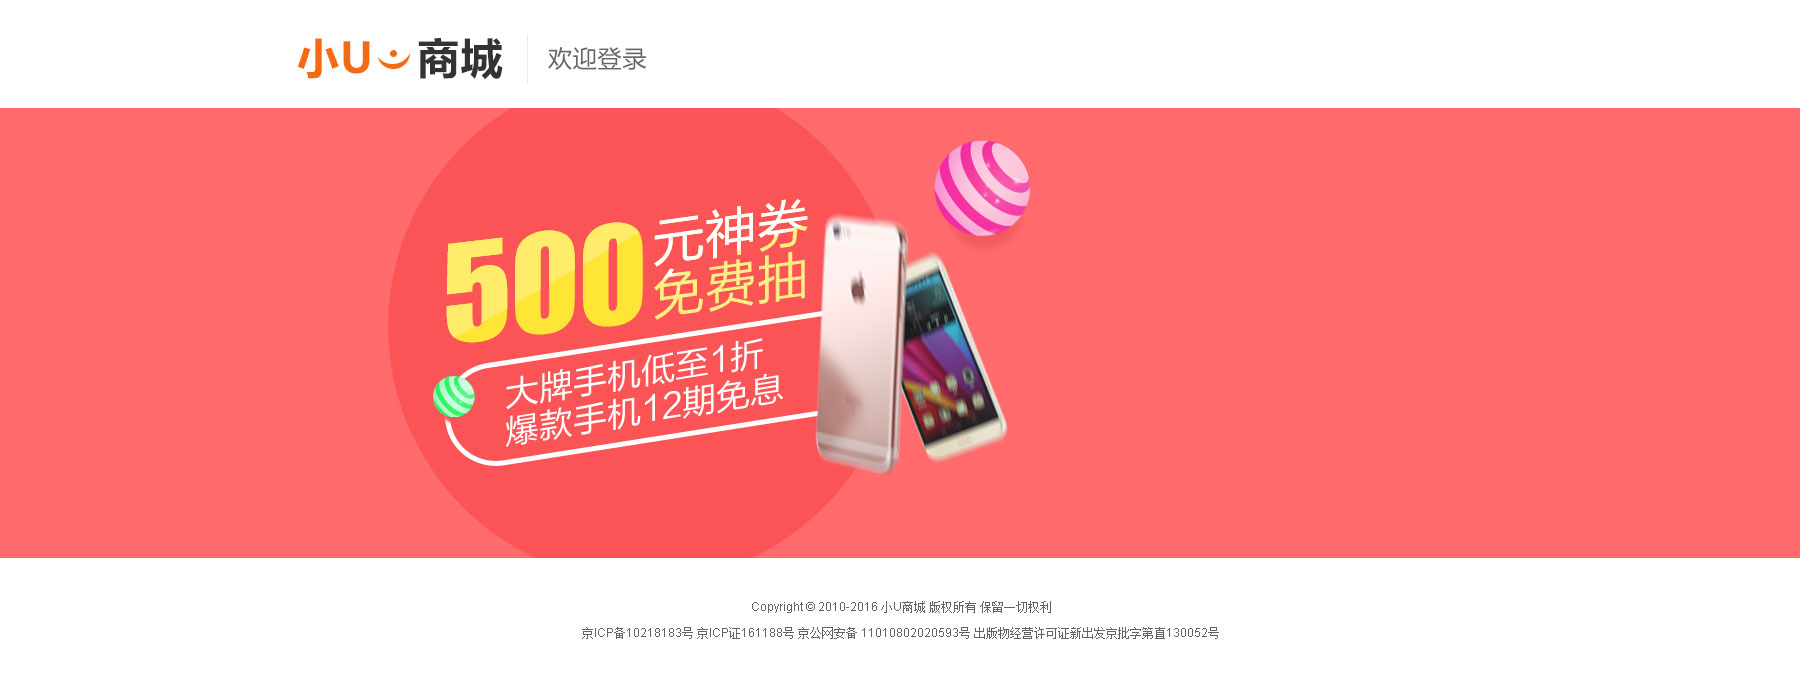 小U商城 欢迎登录
500元神券
免费抽
大牌手机低至1折
爆款手机12期免息
Copyright © 2010-2016 小U商城 版权所有 保留一切权利
京ICP备10218183号 京ICP证161188号 京公网安备 11010802020593号 出版物经营许可证新出发京批字第直130052号